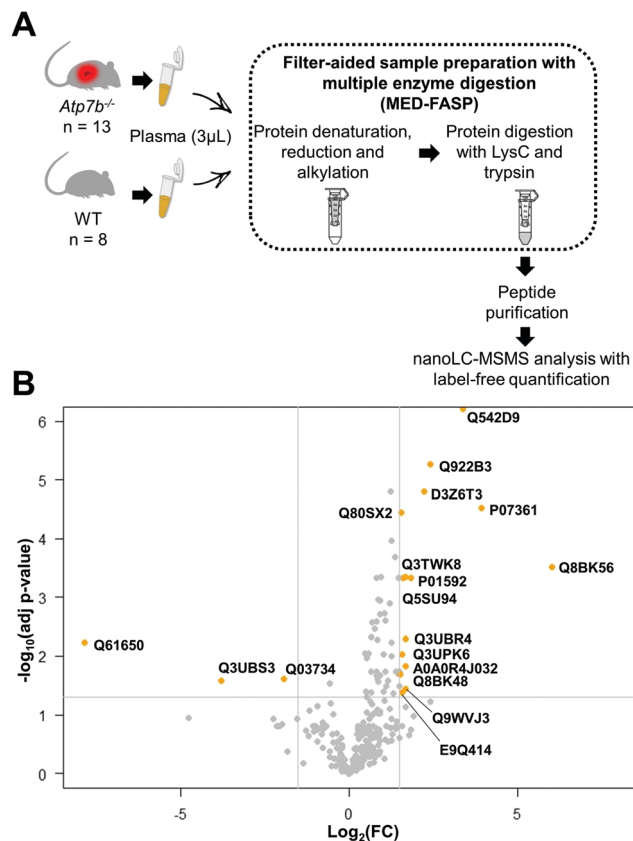 A
Atp7b-/-
n = 13
WT
n = 8
Plasma (3µL)
Filter-aided sample preparation with
multiple enzyme digestion
(MED-FASP)
Protein denaturation,
reduction and
alkylation
Protein digestion
with LysC and
trypsin
Peptide
purification
nanoLC-MSMS analysis with
label-free quantification
B
-log10(adj p-value)
6
5
4
3
2
1
0
Q542D9
Q922B3
D3Z6T3
Q80SX2
P07361
Q3TWK8
P01592
Q8BK56
Q5SU94
Q61650
Q3UBS3
Q03734
Q3UBR4
Q3UPK6
A0A0R4J032
Q8BK48
Q9WVJ3
E9Q414
-5
0
5
Log2(FC)